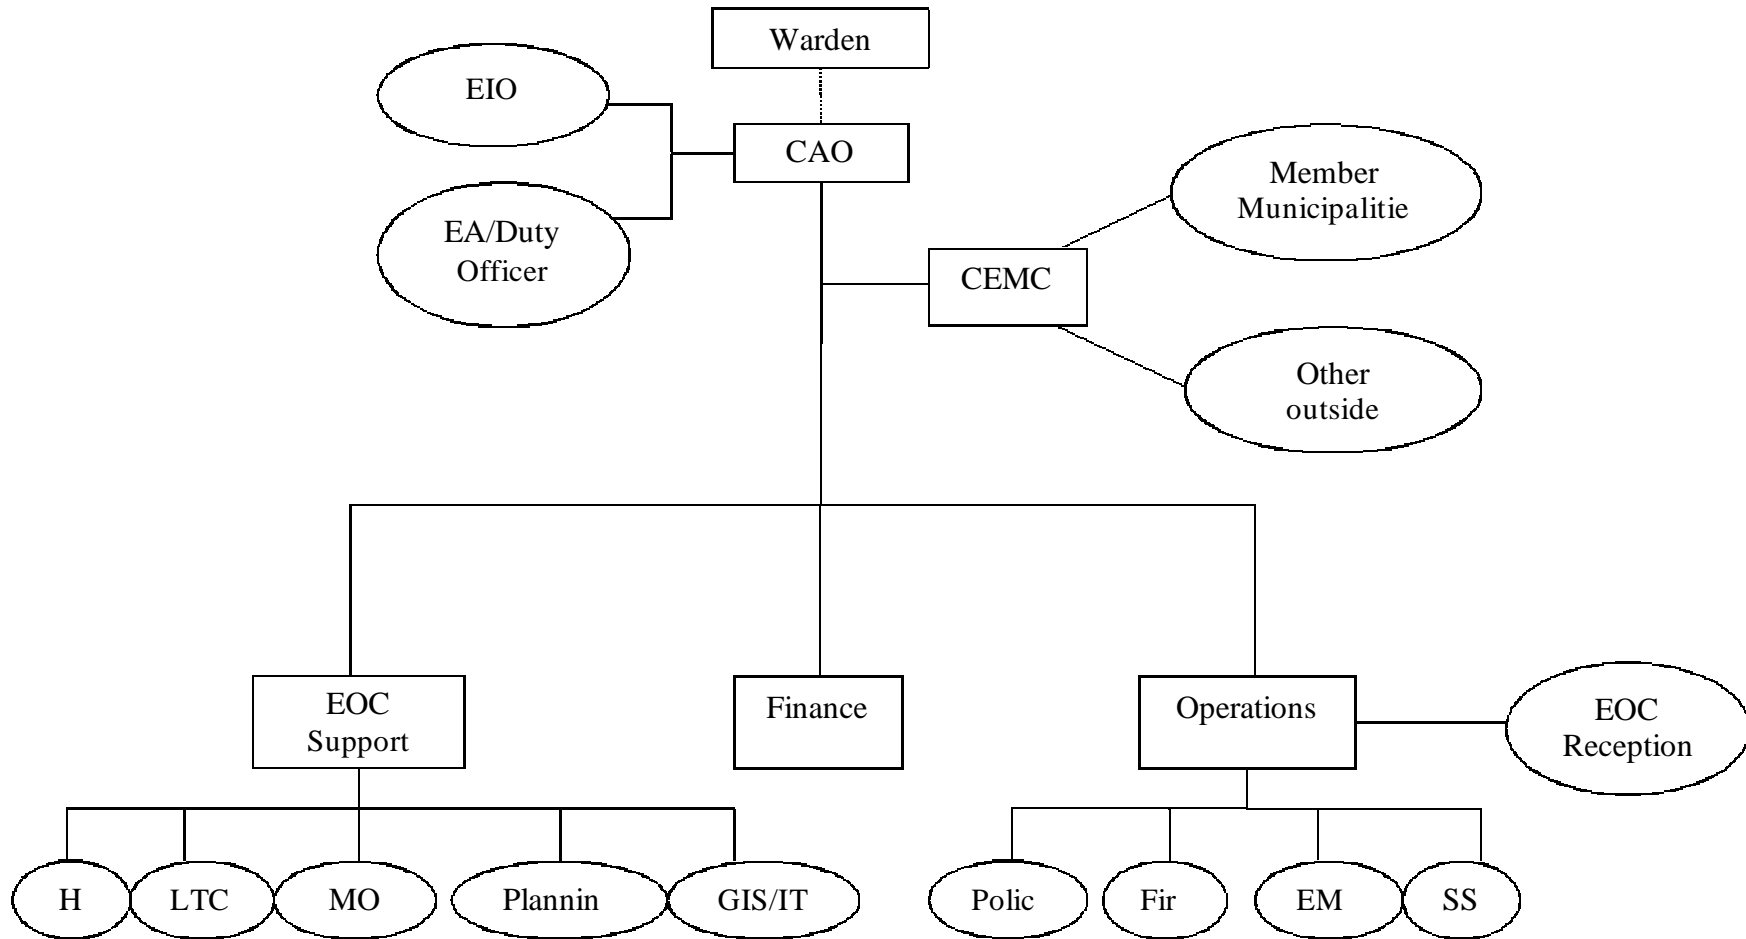 Warden
EIO
CAO
EA/Duty
Officer
Member
Municipalitie
CEMC
Other
outside
EOC
Support
Finance
Operations
EOC
Reception
H
LTC
MO
Plannin
GIS/IT
Polic
Fir
EM
SS